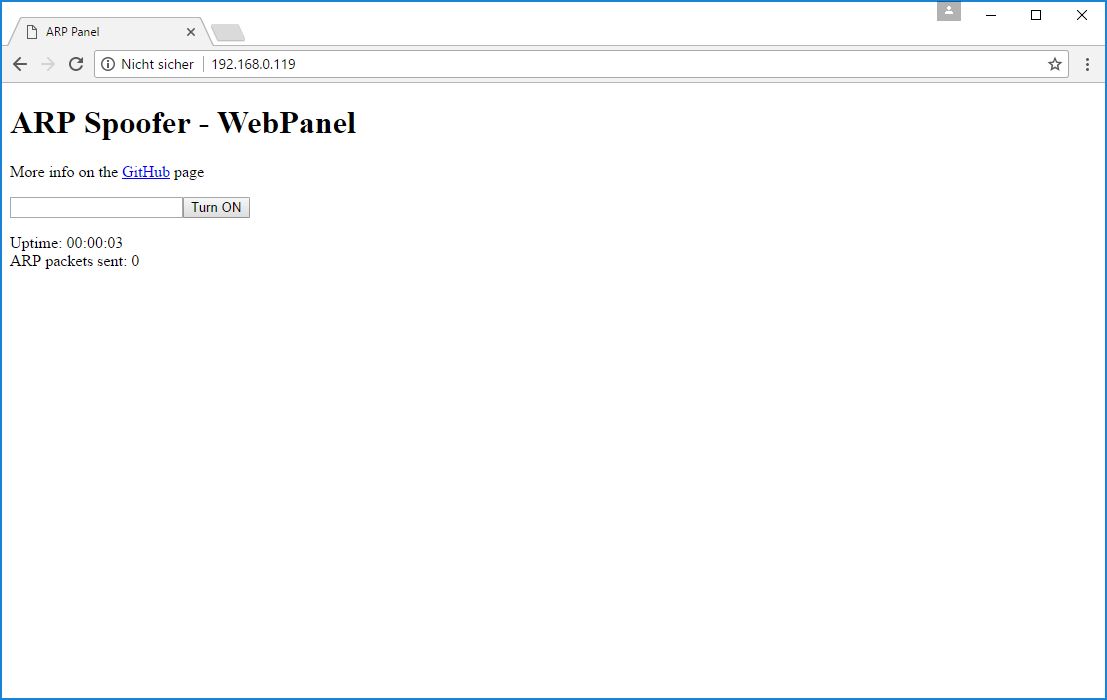 ARP Panel
Nicht sicher 192.168.0.119
ARP Spoofer - WebPanel
More info on the GitHub page
Turn ON
Uptime: 00:00:03
ARP packets sent: 0